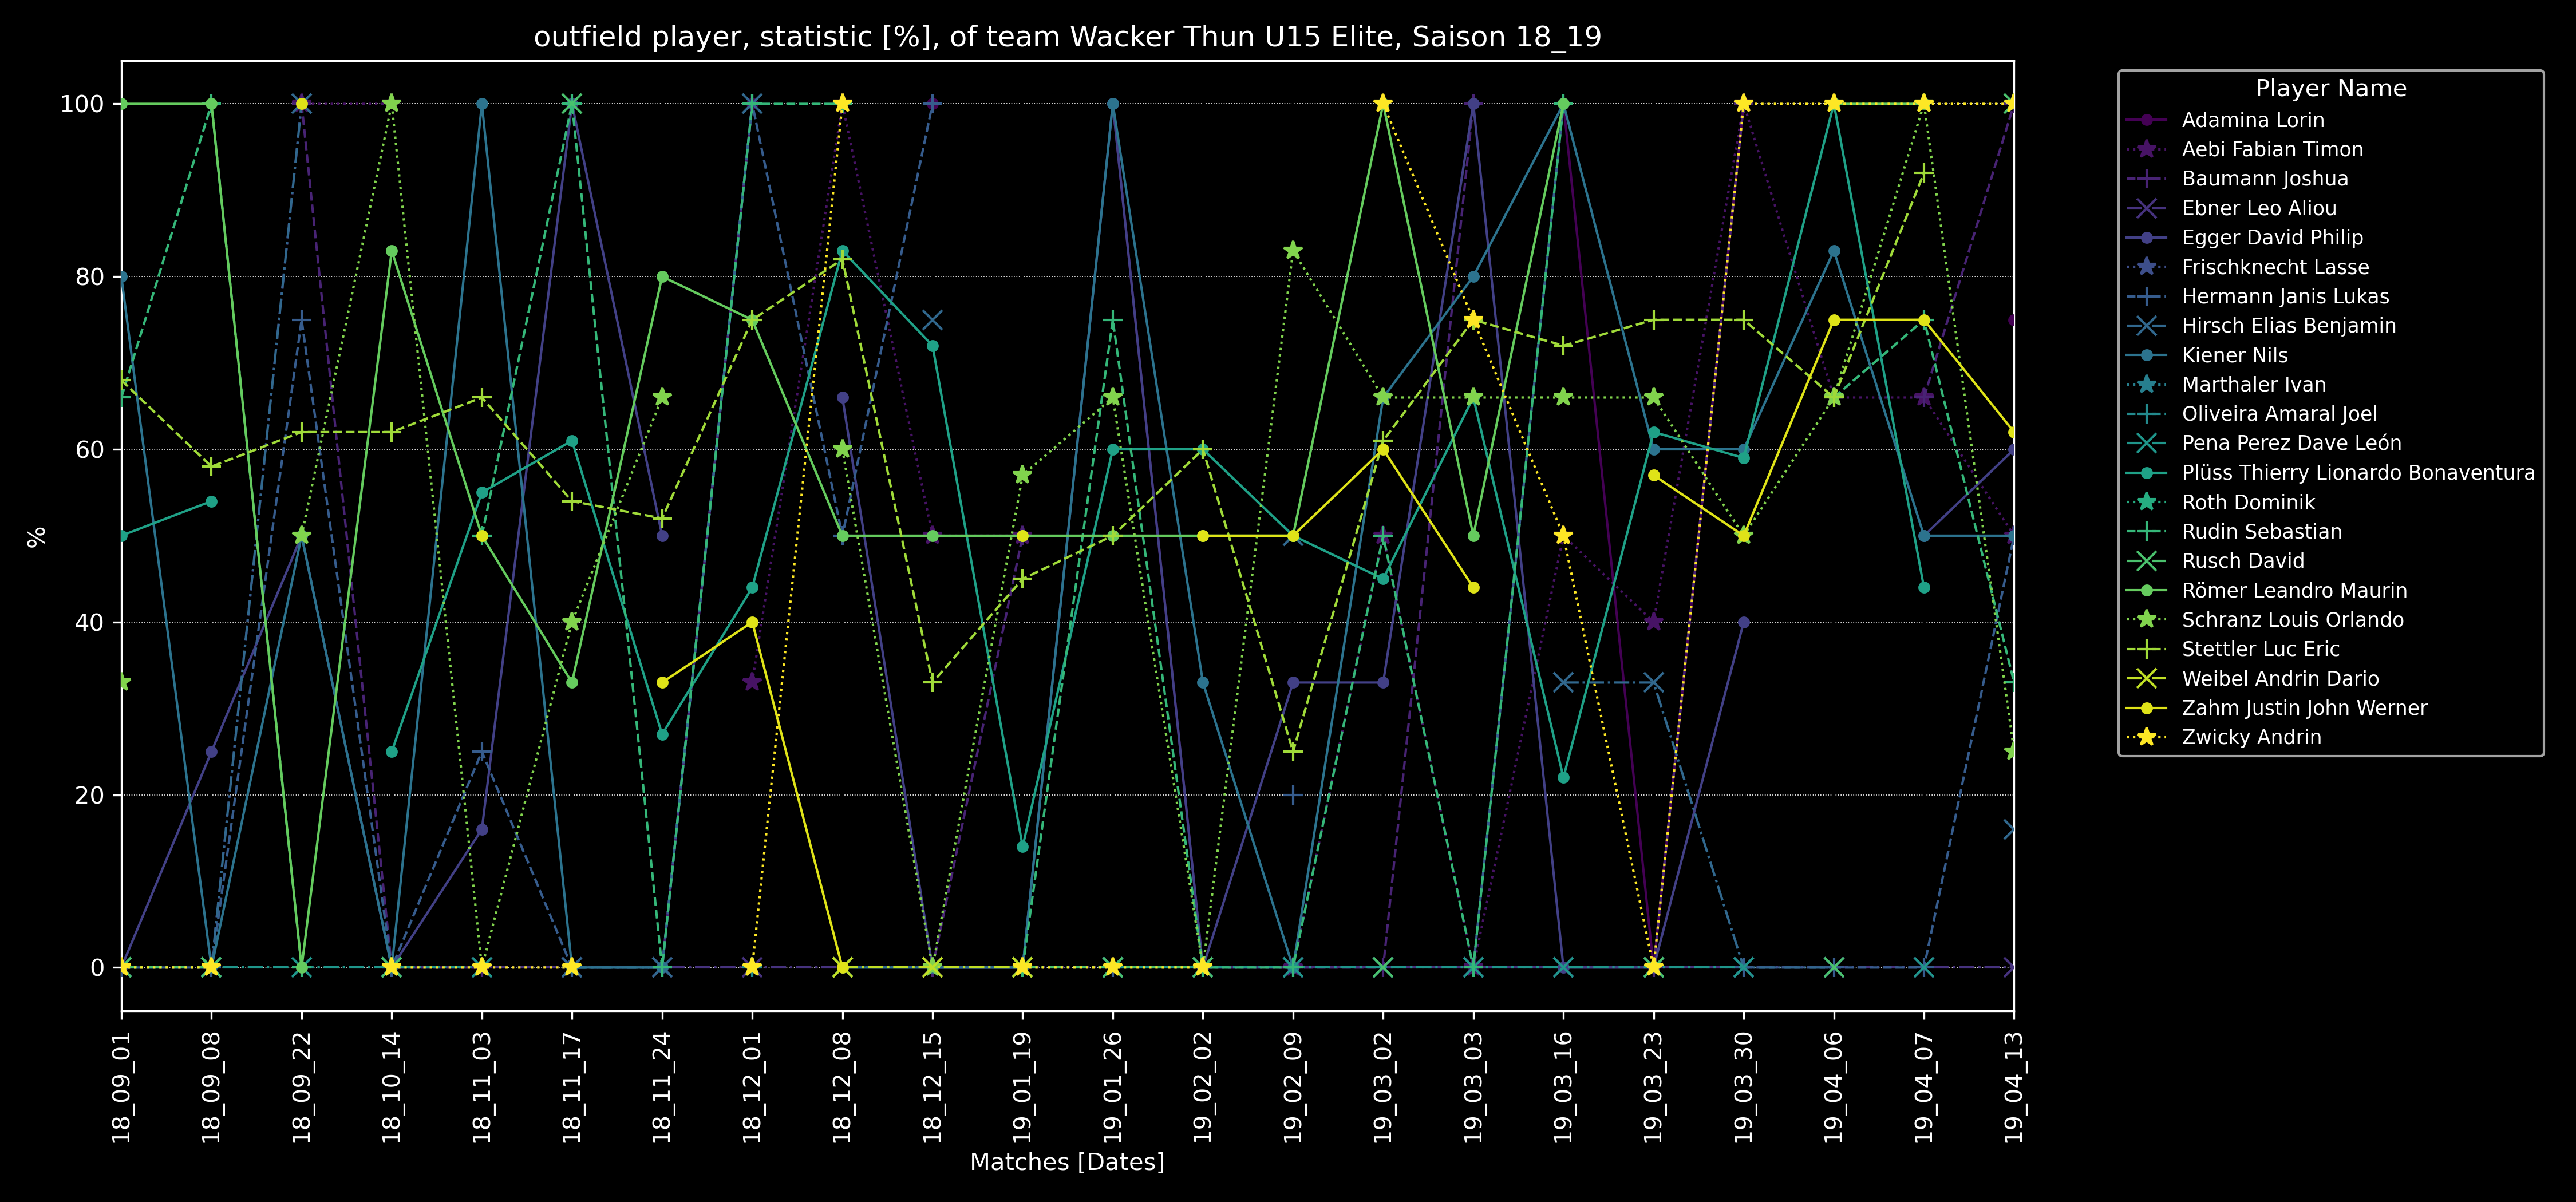 outfield player, statistic [%], of team Wacker Thun U15 Elite, Saison 18_19
100
80
60
40
20
0
%
18_09_01
18_09_08
18_09_22
18_10_14
18_11_03
18_11_17
18_11_24
18_12_01
18_12_08
18_12_15
19_01_19
19_01_26
19_02_02
19_02_09
19_03_02
19_03_03
19_03_16
19_03_23
19_03_30
19_04_06
19_04_07
19_04_13
Matches [Dates]
Player Name
Adamina Lorin
Aebi Fabian Timon
Baumann Joshua
Ebner Leo Aliou
Egger David Philip
Frischknecht Lasse
Hermann Janis Lukas
Hirsch Elias Benjamin
Kiener Nils
Marthaler Ivan
Oliveira Amaral Joel
Pena Perez Dave León
Plüss Thierry Lionardo Bonaventura
Roth Dominik
Rudin Sebastian
Rusch David
Römer Leandro Maurin
Schranz Louis Orlando
Stettler Luc Eric
Weibel Andrin Dario
Zahm Justin John Werner
Zwicky Andrin